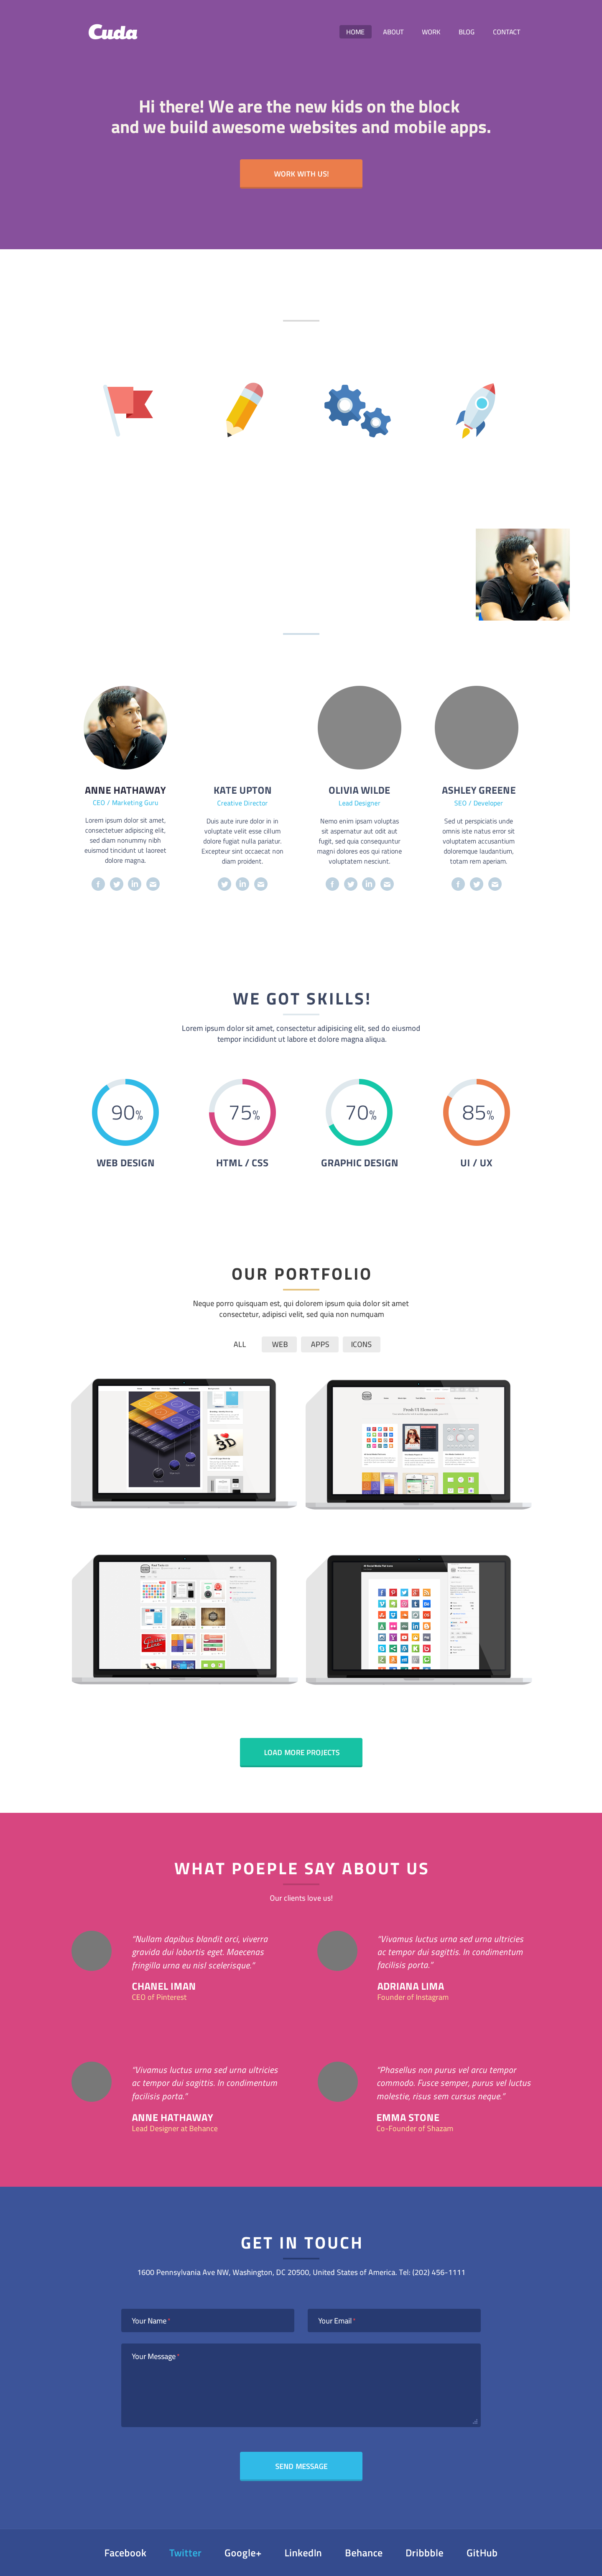 Cuda
HOME ABOUT WORK BLOG CONTACT
Hi there! We are the new kids on the block
and we build awesome websites and mobile apps.
WORK WITH US!
ANNE HATHAWAY
CEO / Marketing Guru
Lorem ipsum dolor sit amet,
consectetuer adipiscing elit,
sed diam nonummy nibh
euismod tincidunt ut laoreet
dolore magna.
KATE UPTON
Creative Director
Duis aute irure dolor in in
voluptate velit esse cillum
dolore fugiat nulla pariatur.
Excepteur sint occaecat non
diam proident.
OLIVIA WILDE
Lead Designer
Nemo enim ipsam voluptas
sit aspernatur aut odit aut
fugit, sed quia consequuntur
magni dolores eos qui ratione
voluptatem nesciunt.
ASHLEY GREENE
SEO / Developer
Sed ut perspiciatis unde
omnis iste natus error sit
voluptatem accusantium
doloremque laudantium,
totam rem aperiam.
WE GOT SKILLS!
Lorem ipsum dolor sit amet, consectetur adipisicing elit, sed do eiusmod
tempor incididunt ut labore et dolore magna aliqua.
90% 75% 70% 85%
WEB DESIGN HTML / CSS GRAPHIC DESIGN UI / UX
OUR PORTFOLIO
Neque porro quisquam est, qui dolorem ipsum quia dolor sit amet
consectetur, adipisci velit, sed quia non numquam
ALL WEB APPS ICONS
I 3D
Fresh UI Elements
LOAD MORE PROJECTS
WHAT POEPLE SAY ABOUT US
Our clients love us!
“Nullam dapibus blandit orci, viverra
gravida dui lobortis eget. Maecenas
fringilla urna eu nisl scelerisque.”
CHANEL IMAN
CEO of Pinterest
“Vivamus luctus urna sed urna ultricies
ac tempor dui sagittis. In condimentum
facilisis porta.”
ADRIANA LIMA
Founder of Instagram
“Vivamus luctus urna sed urna ultricies
ac tempor dui sagittis. In condimentum
facilisis porta.”
ANNE HATHAWAY
Lead Designer at Behance
“Phasellus non purus vel arcu tempor
commodo. Fusce semper, purus vel luctus
molestie, risus sem cursus neque.”
EMMA STONE
Co-Founder of Shazam
GET IN TOUCH
1600 Pennsylvania Ave NW, Washington, DC 20500, United States of America. Tel: (202) 456-1111
Your Name *
Your Email *
Your Message *
SEND MESSAGE
Facebook Twitter Google+ LinkedIn Behance Dribbble GitHub